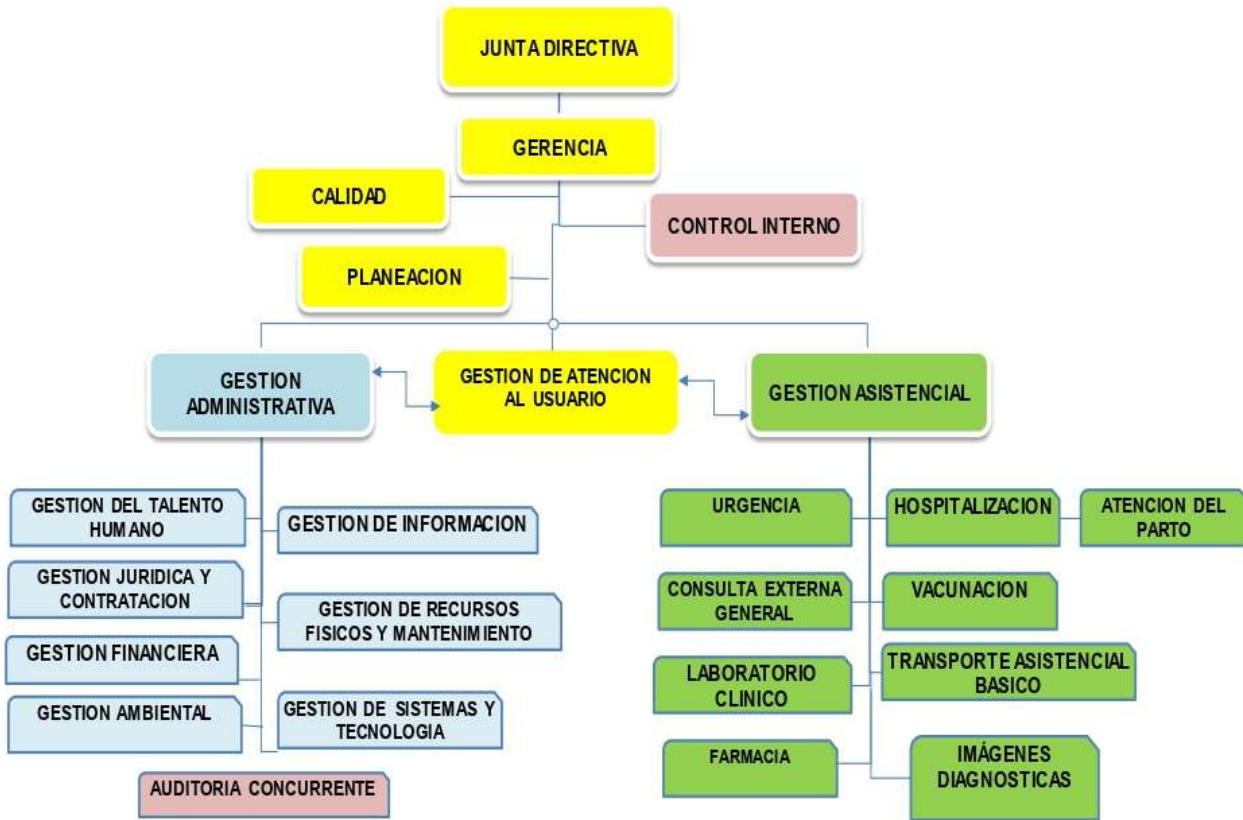 JUNTA DIRECTIVA
GERENCIA
CALIDAD
CONTROL INTERNO
PLANEACION
GESTION
ADMINISTRATIVA
GESTION DE ATENCION
AL USUARIO
GESTION ASISTENCIAL
GESTION DEL TALENTO
HUMANO
GESTION DE INFORMACION
GESTION JURIDICA Y
CONTRATACION
GESTION DE RECURSOS
FISICOS Y MANTENIMIENTO
GESTION FINANCIERA
GESTION AMBIENTAL
GESTION DE SISTEMAS Y
TECNOLOGIA
AUDITORIA CONCURRENTE
URGENCIA
HOSPITALIZACION
ATENCION DEL
PARTO
CONSULTA EXTERNA
GENERAL
VACUNACION
LABORATORIO
CLINICO
TRANSPORTE ASISTENCIAL
BASICO
FARMACIA
IMÁGENES
DIAGNOSTICAS